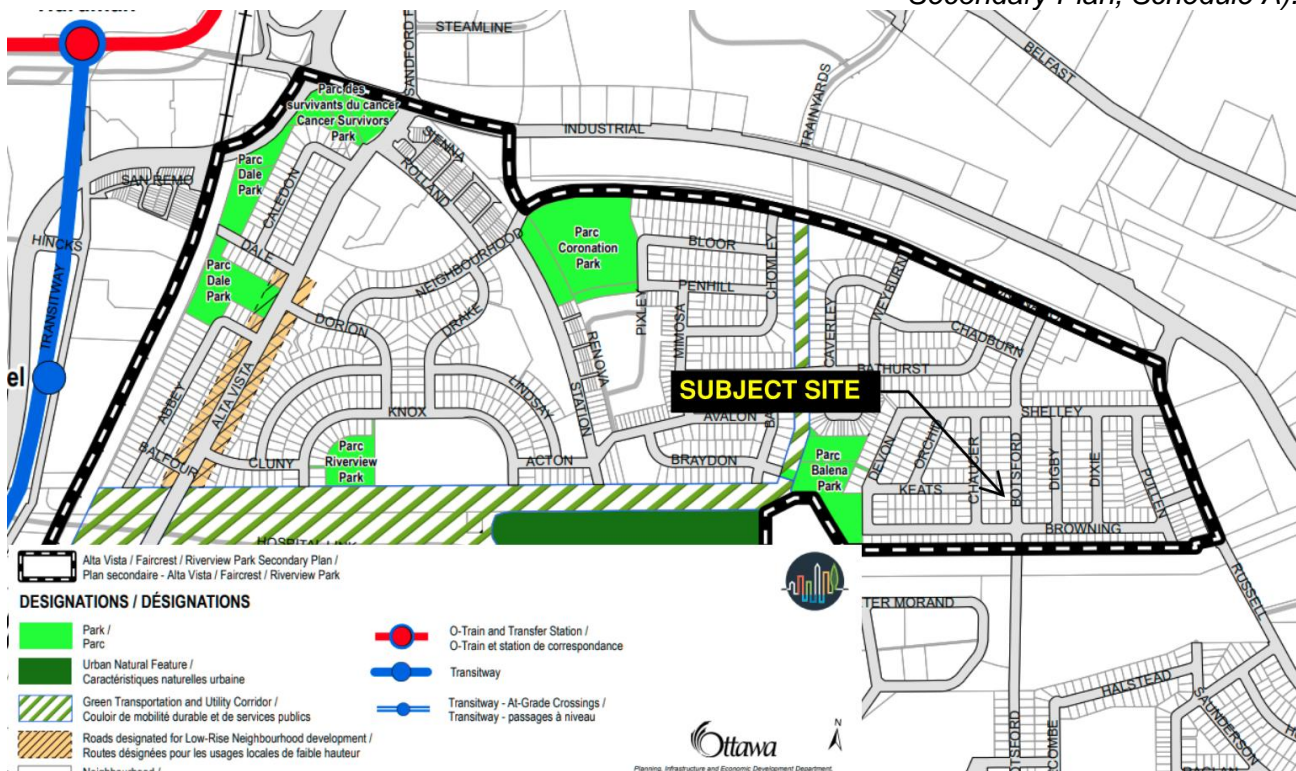 Secondary Plan, Schedule A).
STEAMLINE
BELFAST
TRAINYARDS
Parc des
survivants du cancer
Cancer Survivors
Park
INDUSTRIAL
SIENNA
ROLLAND
Parc
Dale
Park
SAN REMO
CALEDON
HINCKS
DALE
Parc
Dale
Park
NEIGHBOURHOOD
Parc
Coronation
Park
BLOOR
CHOMLEY
PENHILL
PIXLEY
MIMOSA
CAVERLEY
WEYBURN
CHADBURN
TRANSITWAY
DORION
DRAKE
RENOVA
BATHURST
el
SUBJECT SITE
ABBEY
ALTA VISTA
KNOX
LINDSAY
STATION
AVALON
SHELLEY
BALFOUR
CLUNY
Parc
Riverview
Park
ACTON
BRAYDON
Parc
Balena
Park
DEVON
ORCHID
CHAUCER
BOTSFORD
DIGBY
DIXIE
PULLEN
KEATS
BROWNING
HOSPITAL LINK
RUSSELL
Alta Vista / Faircrest / Riverview Park Secondary Plan /
Plan secondaire - Alta Vista / Faircrest / Riverview Park
DESIGNATIONS / DÉSIGNATIONS
Park /
Parc
Urban Natural Feature /
Caractéristiques naturelles urbaine
Green Transportation and Utility Corridor /
Couloir de mobilité durable et de services publics
Roads designated for Low-Rise Neighbourhood development /
Routes désignées pour les usages locales de faible hauteur
Neighbourhood /
O-Train and Transfer Station /
O-Train et station de correspondance
Transitway
Transitway - At-Grade Crossings /
Transitway - passages à niveau
Ottawa
N
Planning, Infrastructure and Economic Development Department.
TER MORAND
HALSTEAD
SAUNDERSON
BOTSFORD